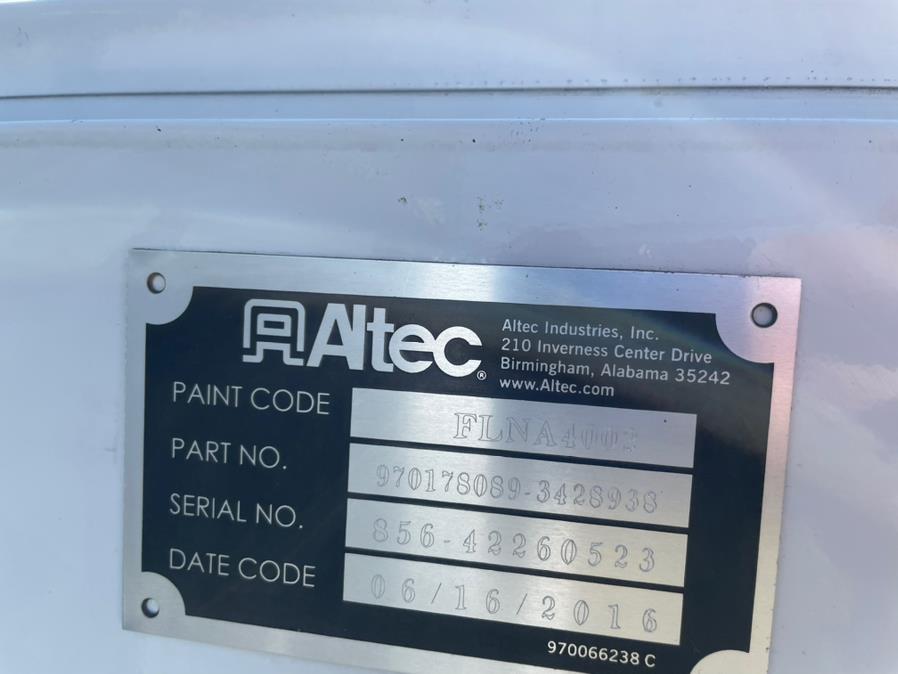 Altec
Altec Industries, Inc.
210 Inverness Center Drive
Birmingham, Alabama 35242
www.Altec.com
PAINT CODE FLNA4002
PART NO. 970178089-3428938
SERIAL NO. 856-42260523
DATE CODE 06/16/2016
970066238 C